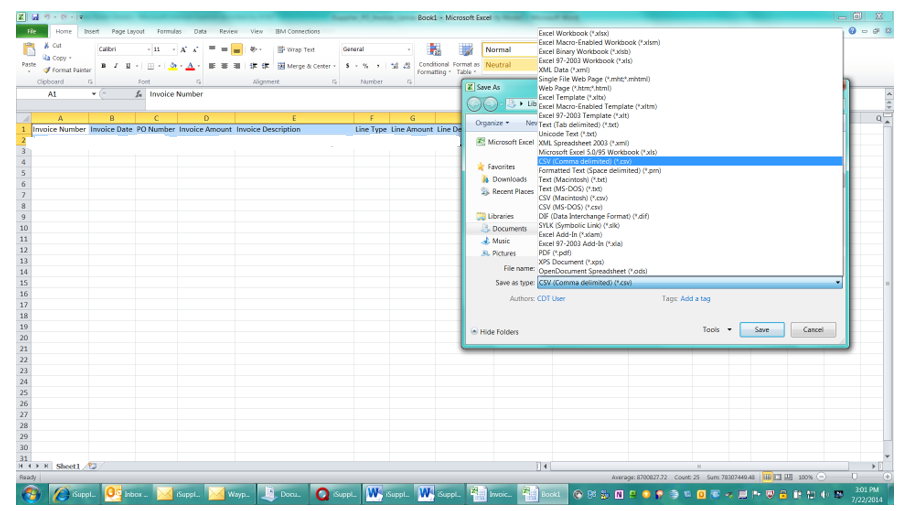 Book1 - Microsoft Excel
File Home Insert Page Layout Formulas Data Review View IBM Connections
Cut
Copy
Format Painter
Paste
Calibri 11
B I U
Wrap Text
Merge & Center
General
$ % ,
Conditional Formatting
Format as Table
Normal
Neutral
Clipboard Font Alignment Number
A1 fx Invoice Number
A B C D E F G Q
1 Invoice Number Invoice Date PO Number Invoice Amount Invoice Description Line Type Line Amount Line De
2
3
4
5
6
7
8
9
10
11
12
13
14
15
16
17
18
19
20
21
22
23
24
25
26
27
28
29
30
31
Save As
Lib
Organize Nev
Microsoft Excel
Favorites
Downloads
Recent Places
Libraries
Documents
Music
Pictures
Excel Workbook (*.xlsx)
Excel Macro-Enabled Workbook (*.xlsm)
Excel Binary Workbook (*.xlsb)
Excel 97-2003 Workbook (*.xls)
XML Data (*.xml)
Single File Web Page (*.mht;*.mhtml)
Web Page (*.htm;*.html)
Excel Template (*.xltx)
Excel Macro-Enabled Template (*.xltm)
Excel 97-2003 Template (*.xlt)
Text (Tab delimited) (*.txt)
Unicode Text (*.txt)
XML Spreadsheet 2003 (*.xml)
Microsoft Excel 5.0/95 Workbook (*.xls)
CSV (Comma delimited) (*.csv)
Formatted Text (Space delimited) (*.prn)
Text (Macintosh) (*.txt)
Text (MS-DOS) (*.txt)
CSV (Macintosh) (*.csv)
CSV (MS-DOS) (*.csv)
DIF (Data Interchange Format) (*.dif)
SYLK (Symbolic Link) (*.slk)
Excel Add-In (*.xlam)
Excel 97-2003 Add-In (*.xla)
PDF (*.pdf)
XPS Document (*.xps)
OpenDocument Spreadsheet (*.ods)
File name:
Save as type: CSV (Comma delimited) (*.csv)
Authors: CDT User Tags: Add a tag
Hide Folders Tools Save Cancel
Sheet1
Ready Average: 8700827.72 Count: 25 Sum: 78307449.46 100%
iSuppl... Inbox ... iSuppl... Wayp... Docu... iSuppl... iSuppl... iSuppl... Invoic... Book1
3:01 PM
7/22/2014